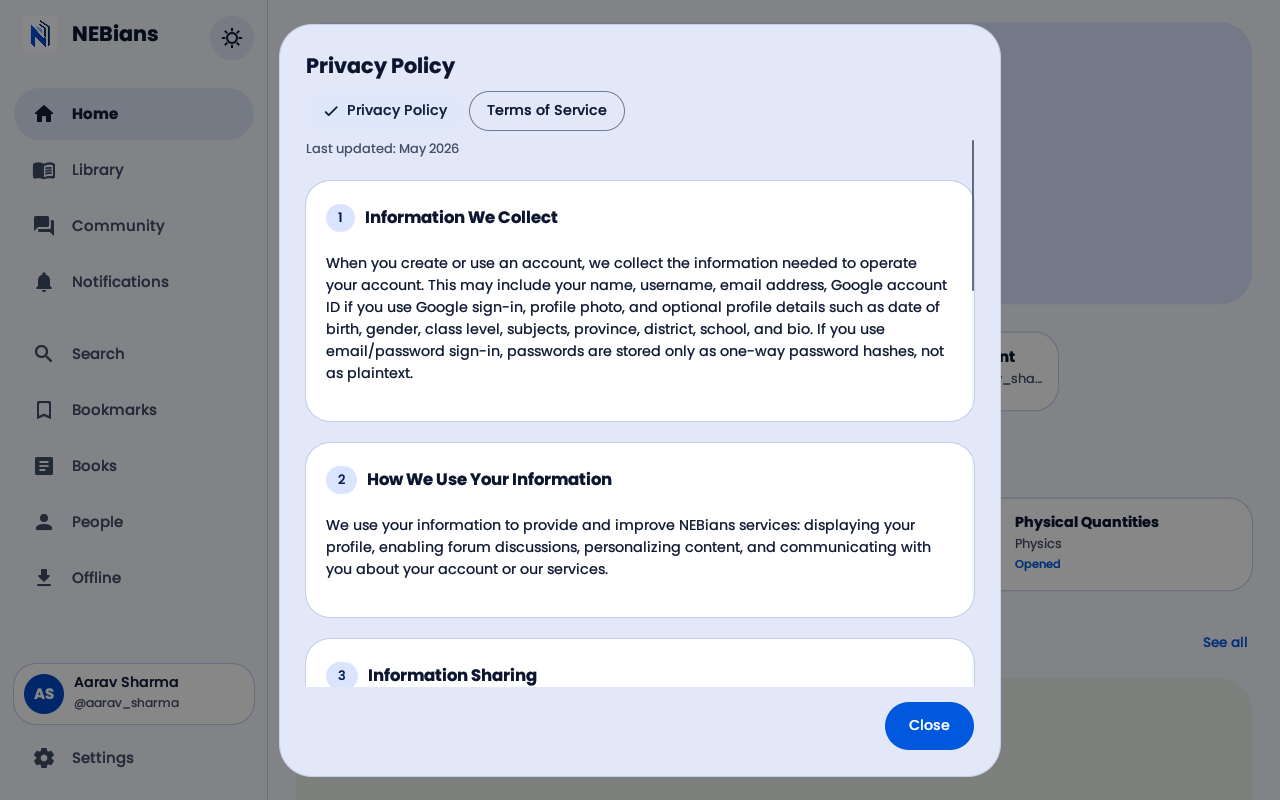 NEBians
Home
Library
Community
Notifications
Search
Bookmarks
Books
People
Offline
AS
Aarav Sharma
@aarav_sharma
Settings
Privacy Policy
Privacy Policy
Terms of Service
Last updated: May 2026
1
Information We Collect
When you create or use an account, we collect the information needed to operate
your account. This may include your name, username, email address, Google account
ID if you use Google sign-in, profile photo, and optional profile details such as date of
birth, gender, class level, subjects, province, district, school, and bio. If you use
email/password sign-in, passwords are stored only as one-way password hashes, not
as plaintext.
2
How We Use Your Information
We use your information to provide and improve NEBians services: displaying your
profile, enabling forum discussions, personalizing content, and communicating with
you about your account or our services.
3
Information Sharing
Close
Physical Quantities
Physics
Opened
See all